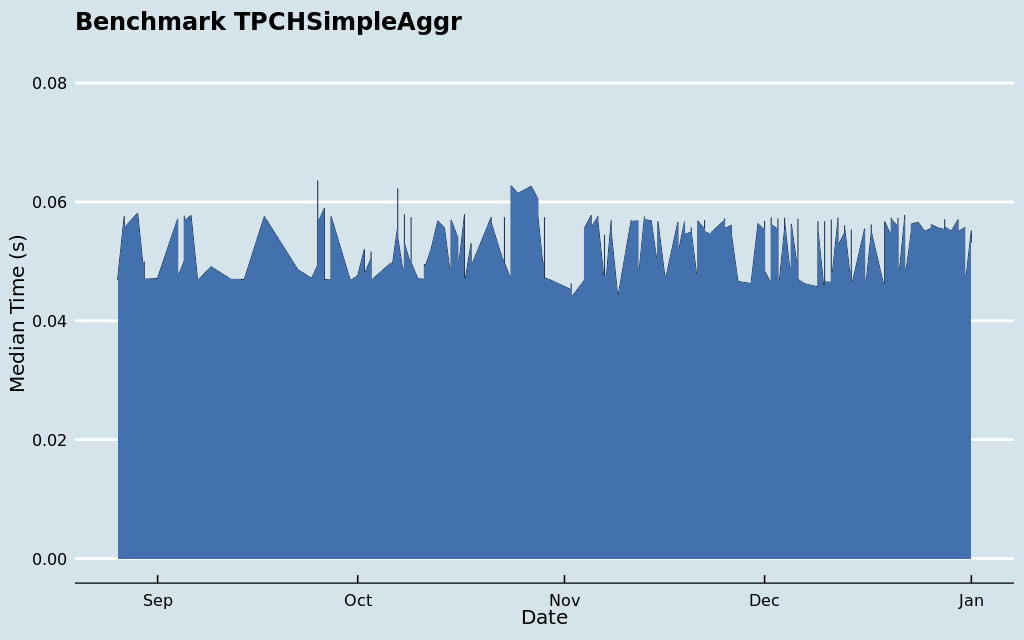 Benchmark TPCHSimpleAggr
Median Time (s)
0.08
0.06
0.04
0.02
0.00
Sep Oct Nov Dec Jan
Date